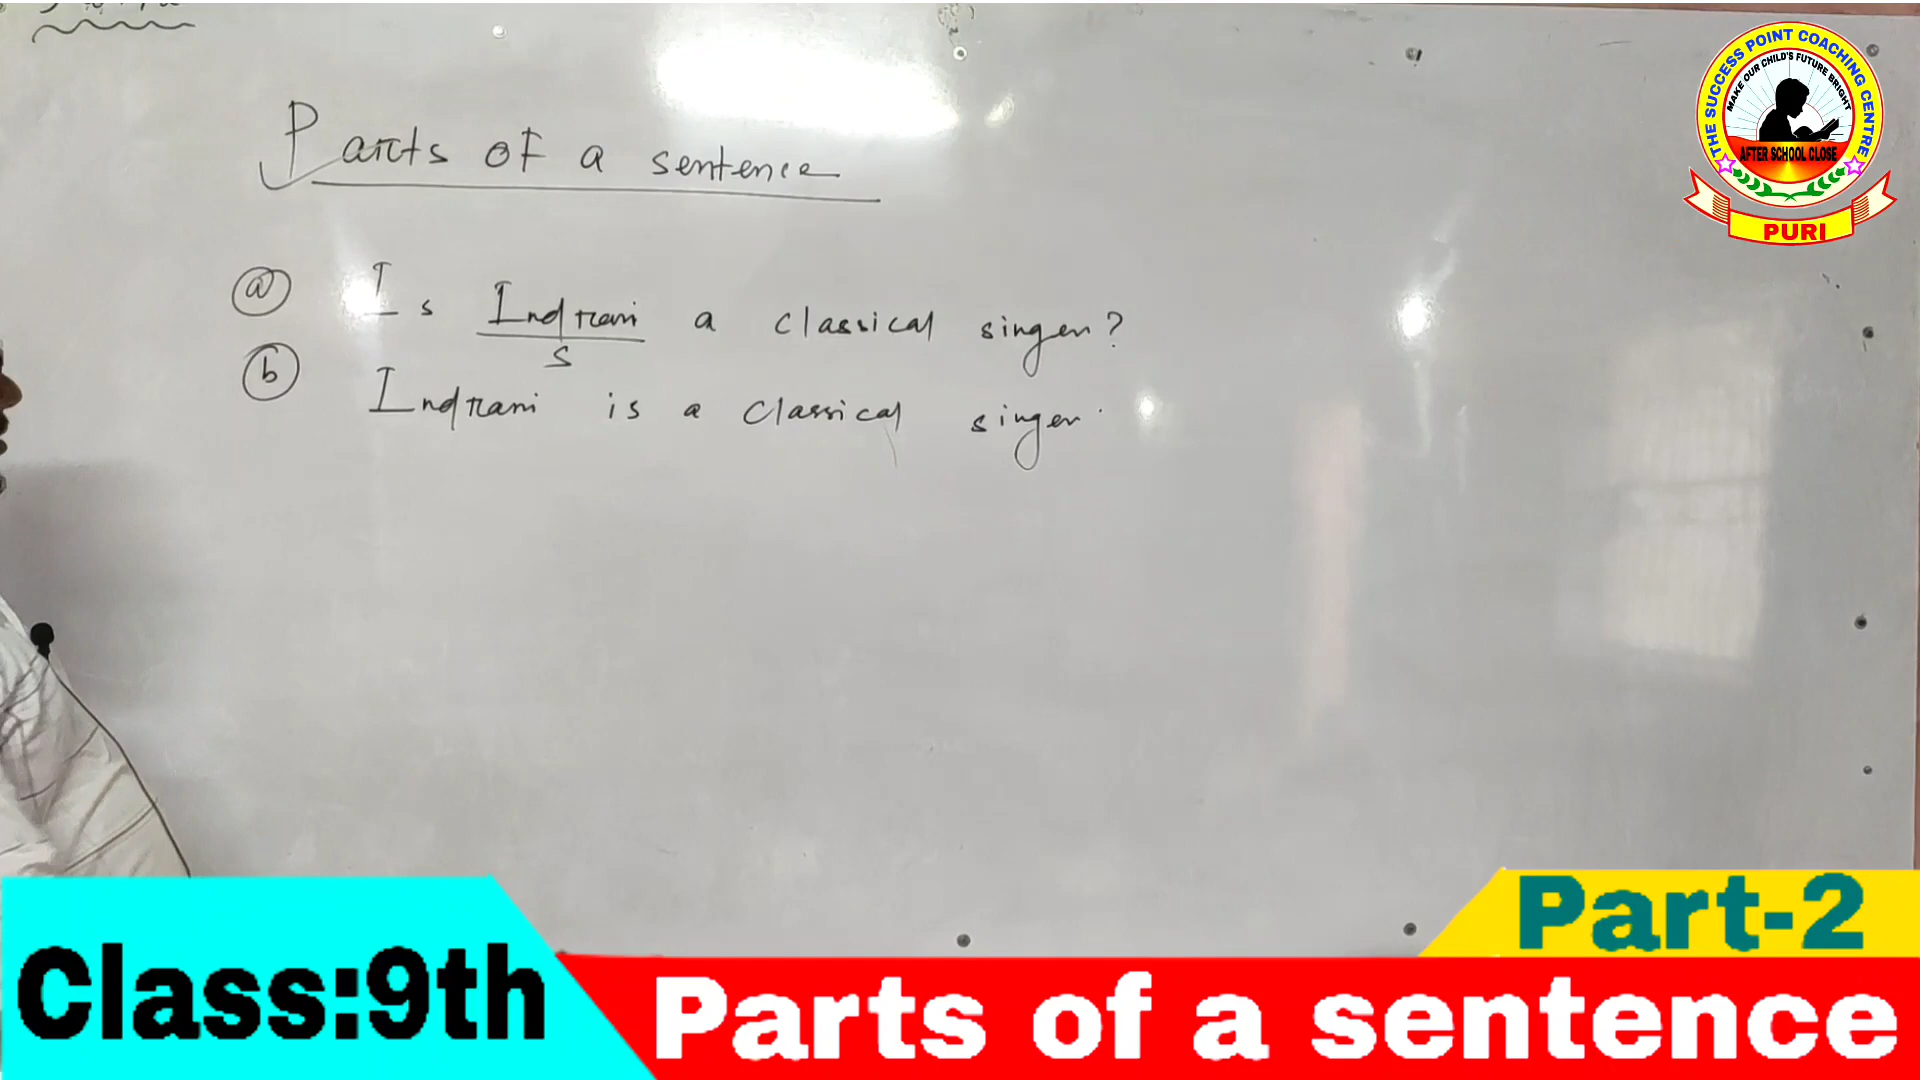 Parts of a sentence
(a) Is Indrani a classical singer?
S
(b) Indrani is a classical singer.
THE SUCCESS POINT COACHING CENTRE
MAKE OUR CHILD'S FUTURE BRIGHT
AFTER SCHOOL CLOSE
PURI
Part-2
Class:9th
Parts of a sentence